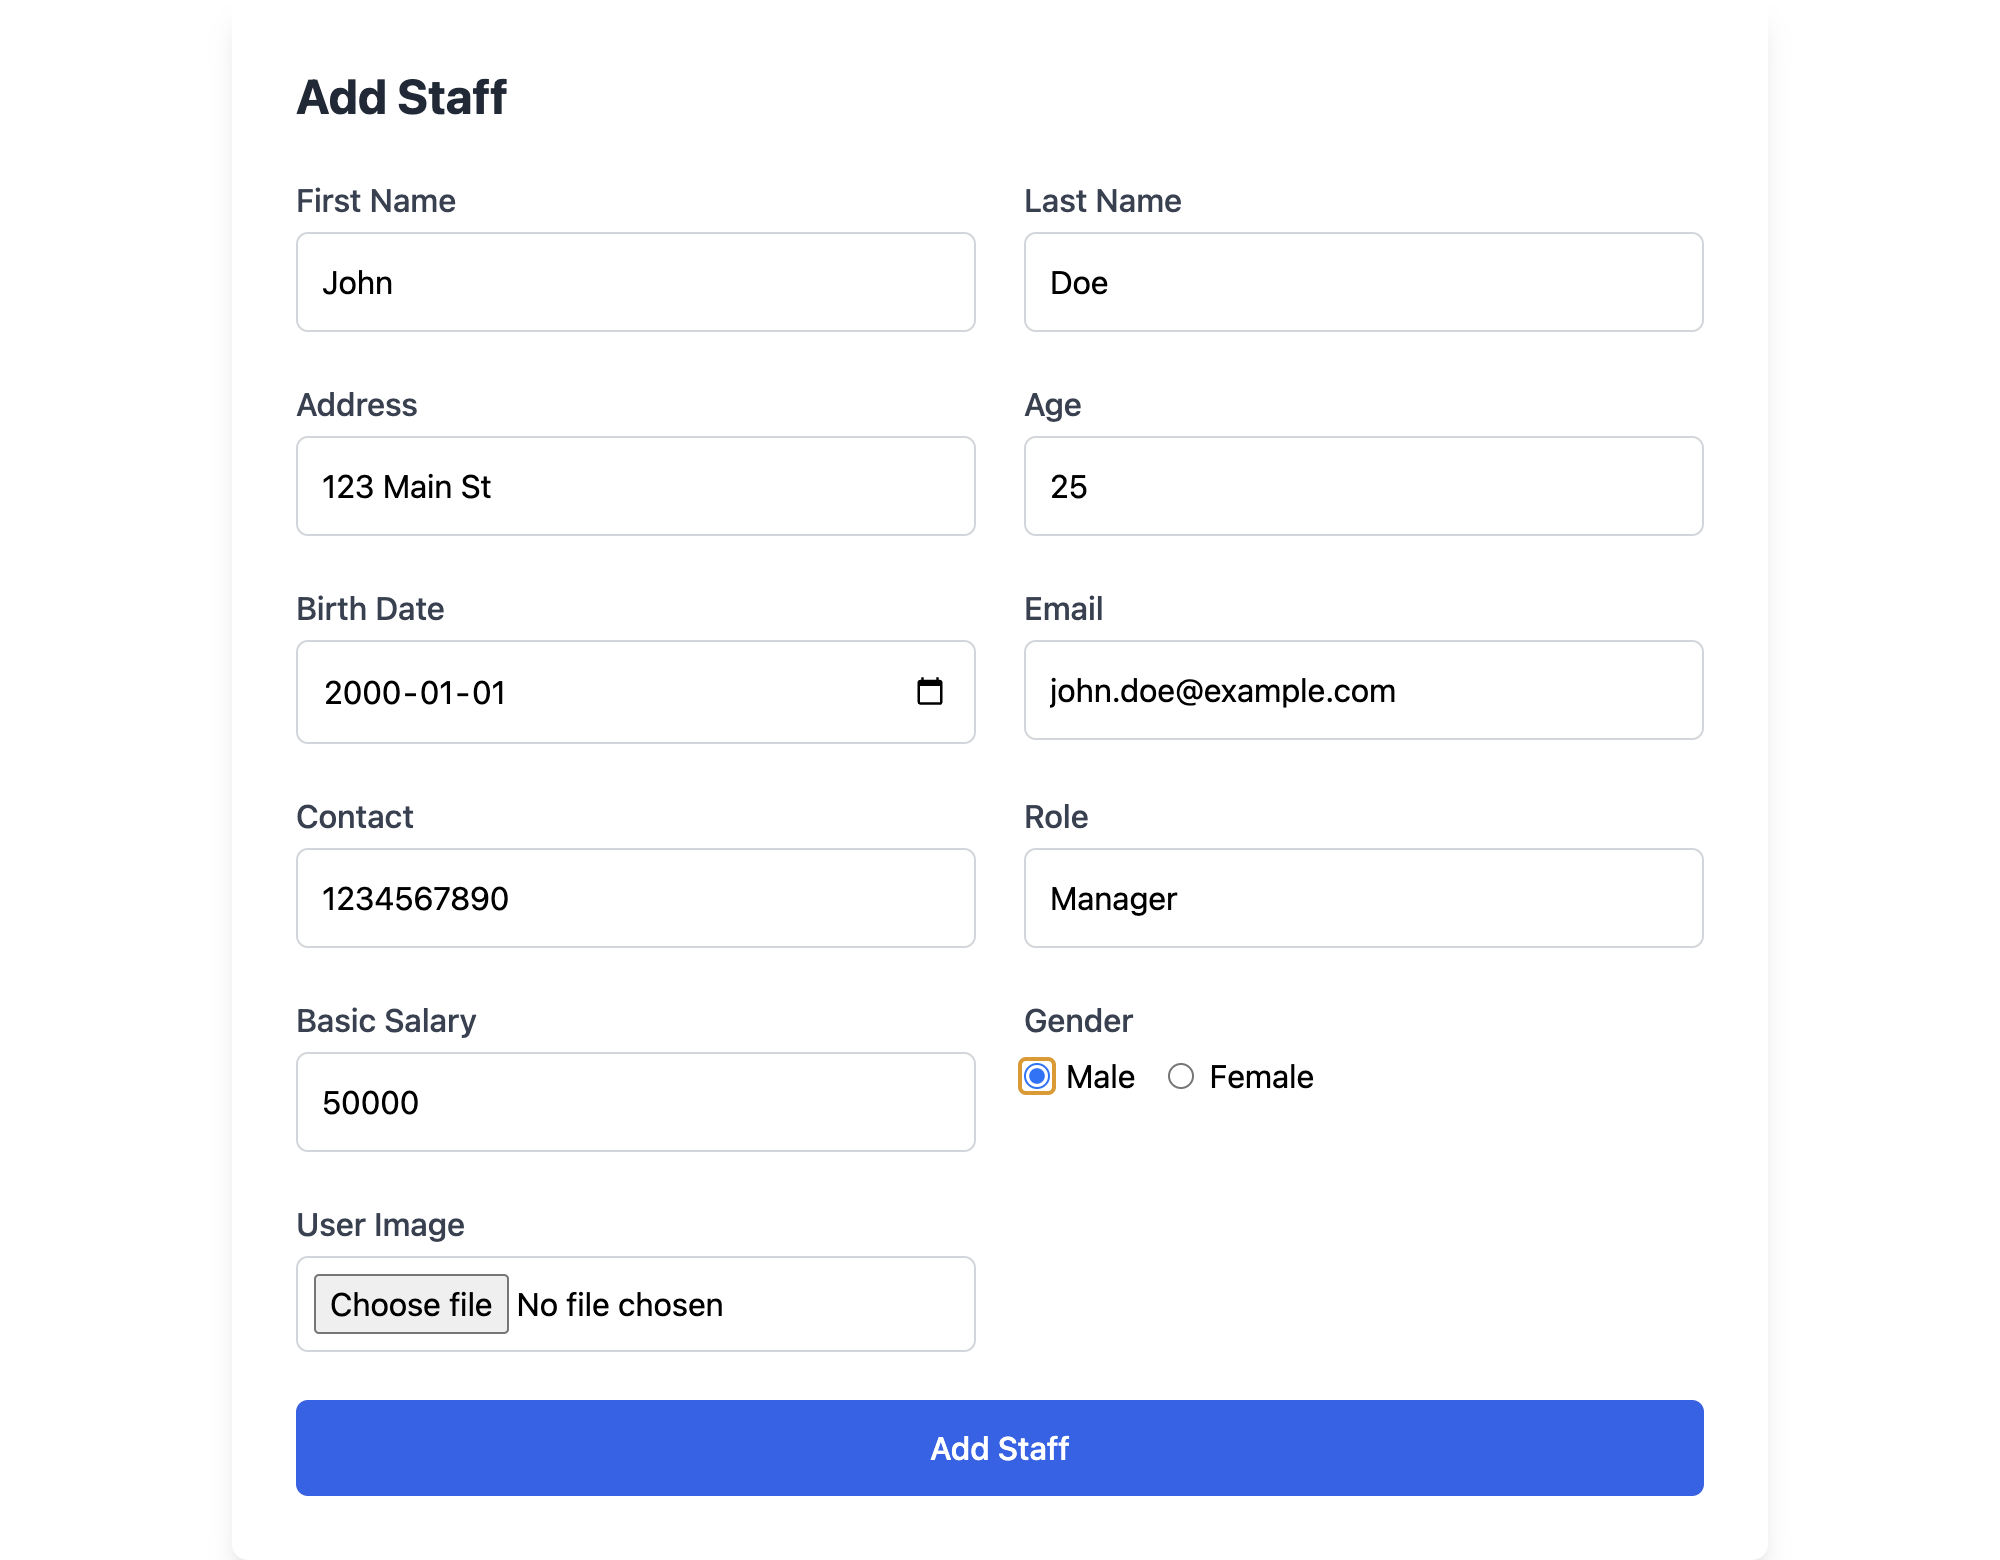 Add Staff
First Name
John
Last Name
Doe
Address
123 Main St
Age
25
Birth Date
2000-01-01
Email
john.doe@example.com
Contact
1234567890
Role
Manager
Basic Salary
50000
Gender
Male Female
User Image
Choose file No file chosen
Add Staff